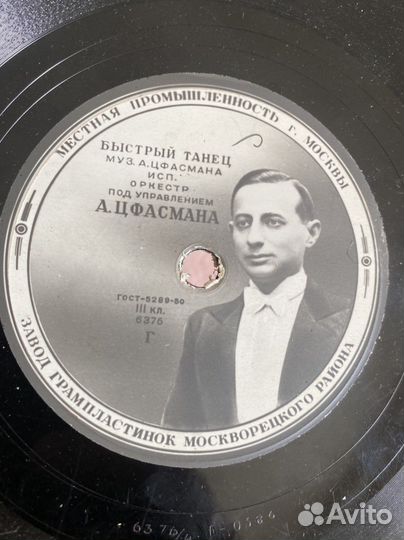 МЕСТНАЯ ПРОМЫШЛЕННОСТЬ г. МОСКВЫ
БЫСТРЫЙ ТАНЕЦ
МУЗ. А. ЦФАСМАНА
ИСП.
ОРКЕСТР
ПОД УПРАВЛЕНИЕМ
А. ЦФАСМАНА
ГОСТ-5289-50
III КЛ.
6376
Г
ЗАВОД ГРАМПЛАСТИНОК МОСКВОРЕЦКОГО РАЙОНА
Avito